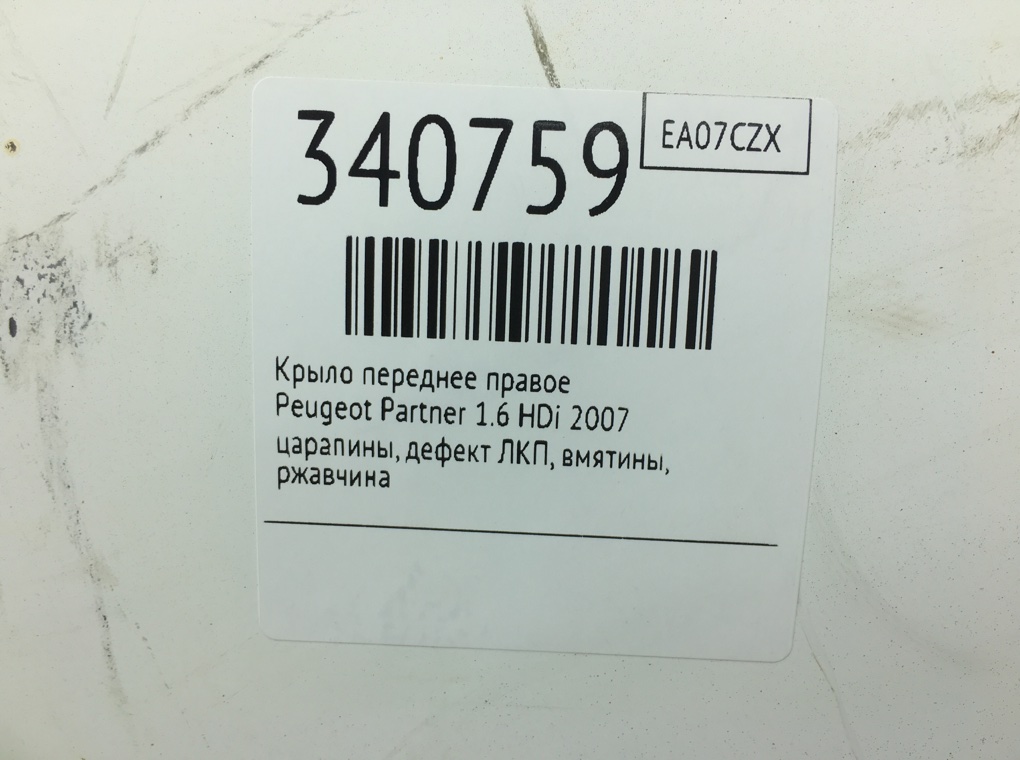 340759
EA07CZX
Крыло переднее правое
Peugeot Partner 1.6 HDi 2007
царапины, дефект ЛКП, вмятины,
ржавчина